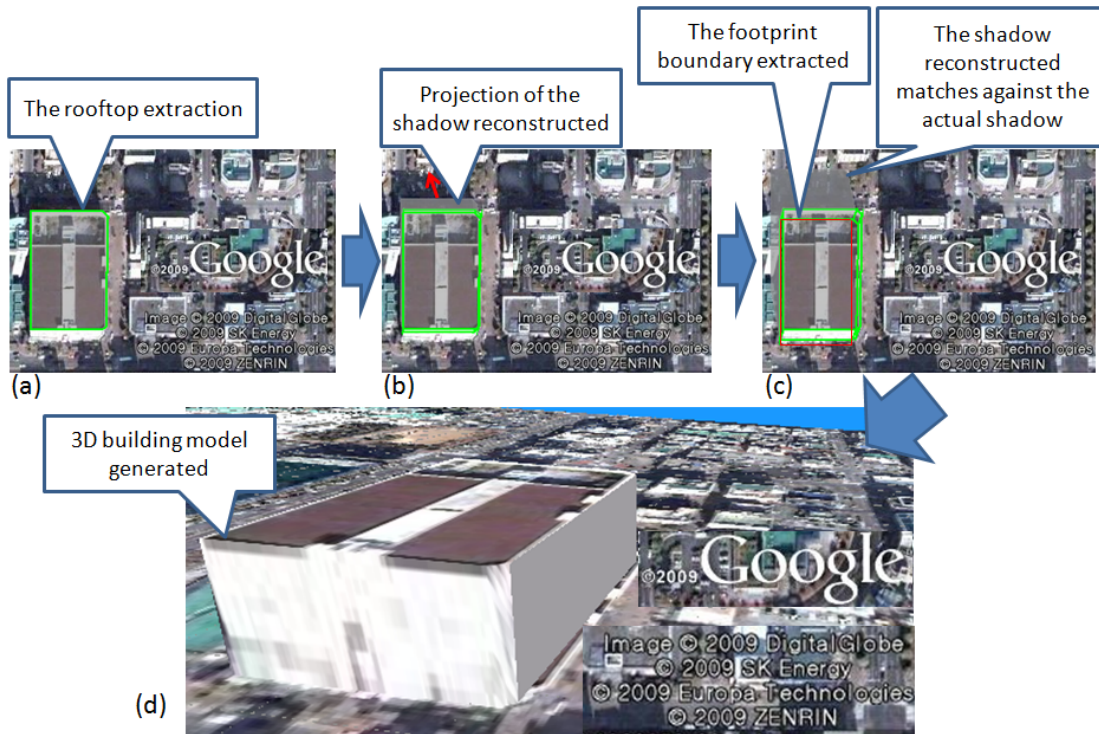 The rooftop extraction
Projection of the
shadow reconstructed
The footprint
boundary extracted
The shadow
reconstructed
matches against the
actual shadow
©2009 Google
Image © 2009 DigitalGlobe
© 2009 SK Energy
© 2009 Europa Technologies
© 2009 ZENRIN
(a)
©2009 Google
Image © 2009 DigitalGlobe
© 2009 SK Energy
© 2009 Europa Technologies
© 2009 ZENRIN
(b)
©2009 Google
Image © 2009 DigitalGlobe
© 2009 SK Energy
© 2009 Europa Technologies
© 2009 ZENRIN
(c)
3D building model
generated
©2009 Google
Image © 2009 DigitalGlobe
© 2009 SK Energy
© 2009 Europa Technologies
© 2009 ZENRIN
(d)